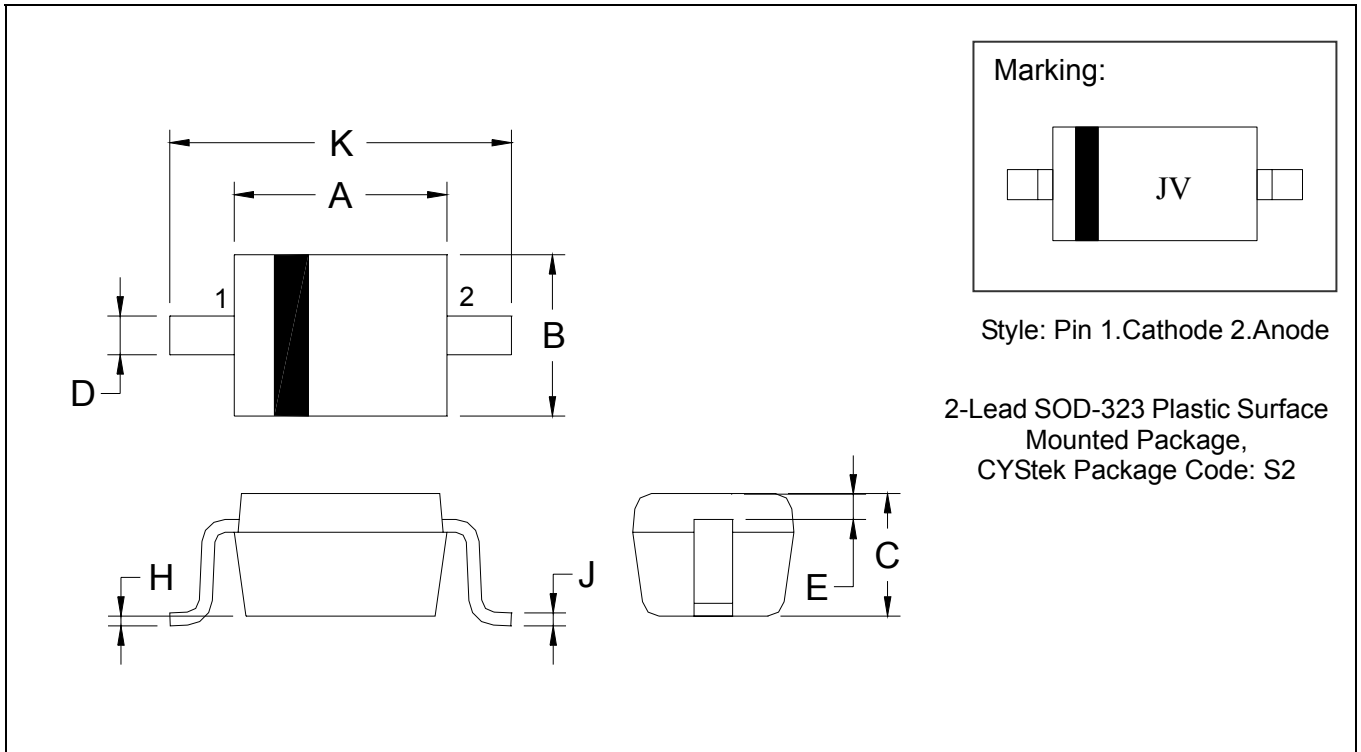 Marking:
K
A
JV
1
2
B
D
Style: Pin 1.Cathode 2.Anode
2-Lead SOD-323 Plastic Surface
Mounted Package,
CYStek Package Code: S2
H
J
E
C